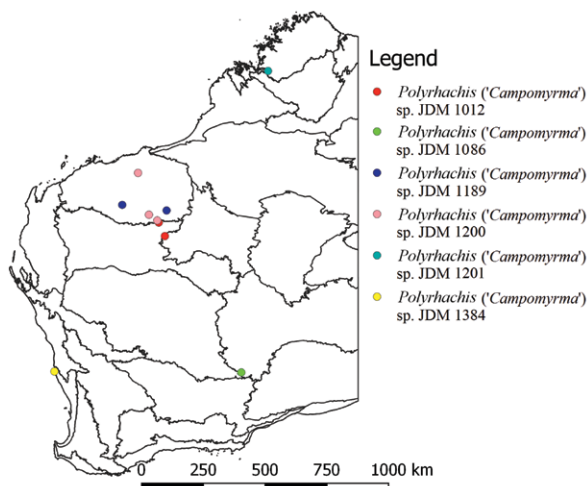 Legend
Polyrhachis ('Campomyrma')
sp. JDM 1012
Polyrhachis ('Campomyrma')
sp. JDM 1086
Polyrhachis ('Campomyrma')
sp. JDM 1189
Polyrhachis ('Campomyrma')
sp. JDM 1200
Polyrhachis ('Campomyrma')
sp. JDM 1201
Polyrhachis ('Campomyrma')
sp. JDM 1384
0 250 500 750 1000 km